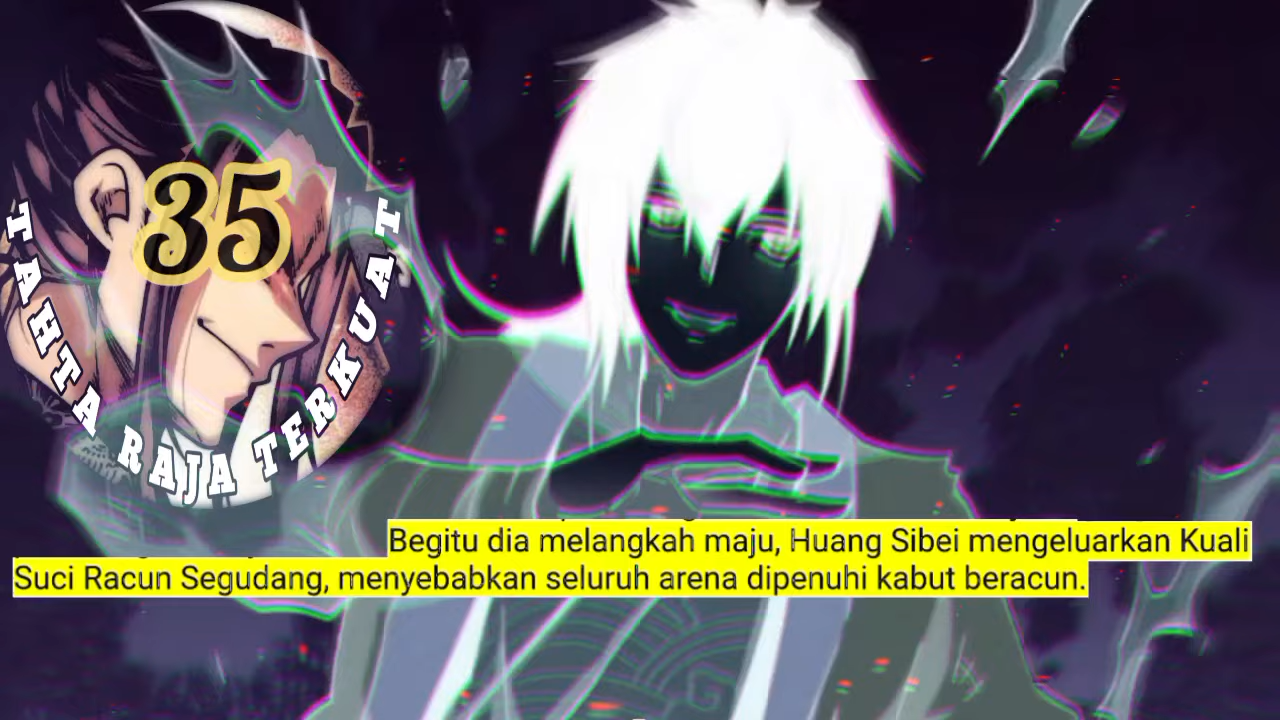 35
TAHTA RAJA TERKUAT
Begitu dia melangkah maju, Huang Sibei mengeluarkan Kuali
Suci Racun Segudang, menyebabkan seluruh arena dipenuhi kabut beracun.